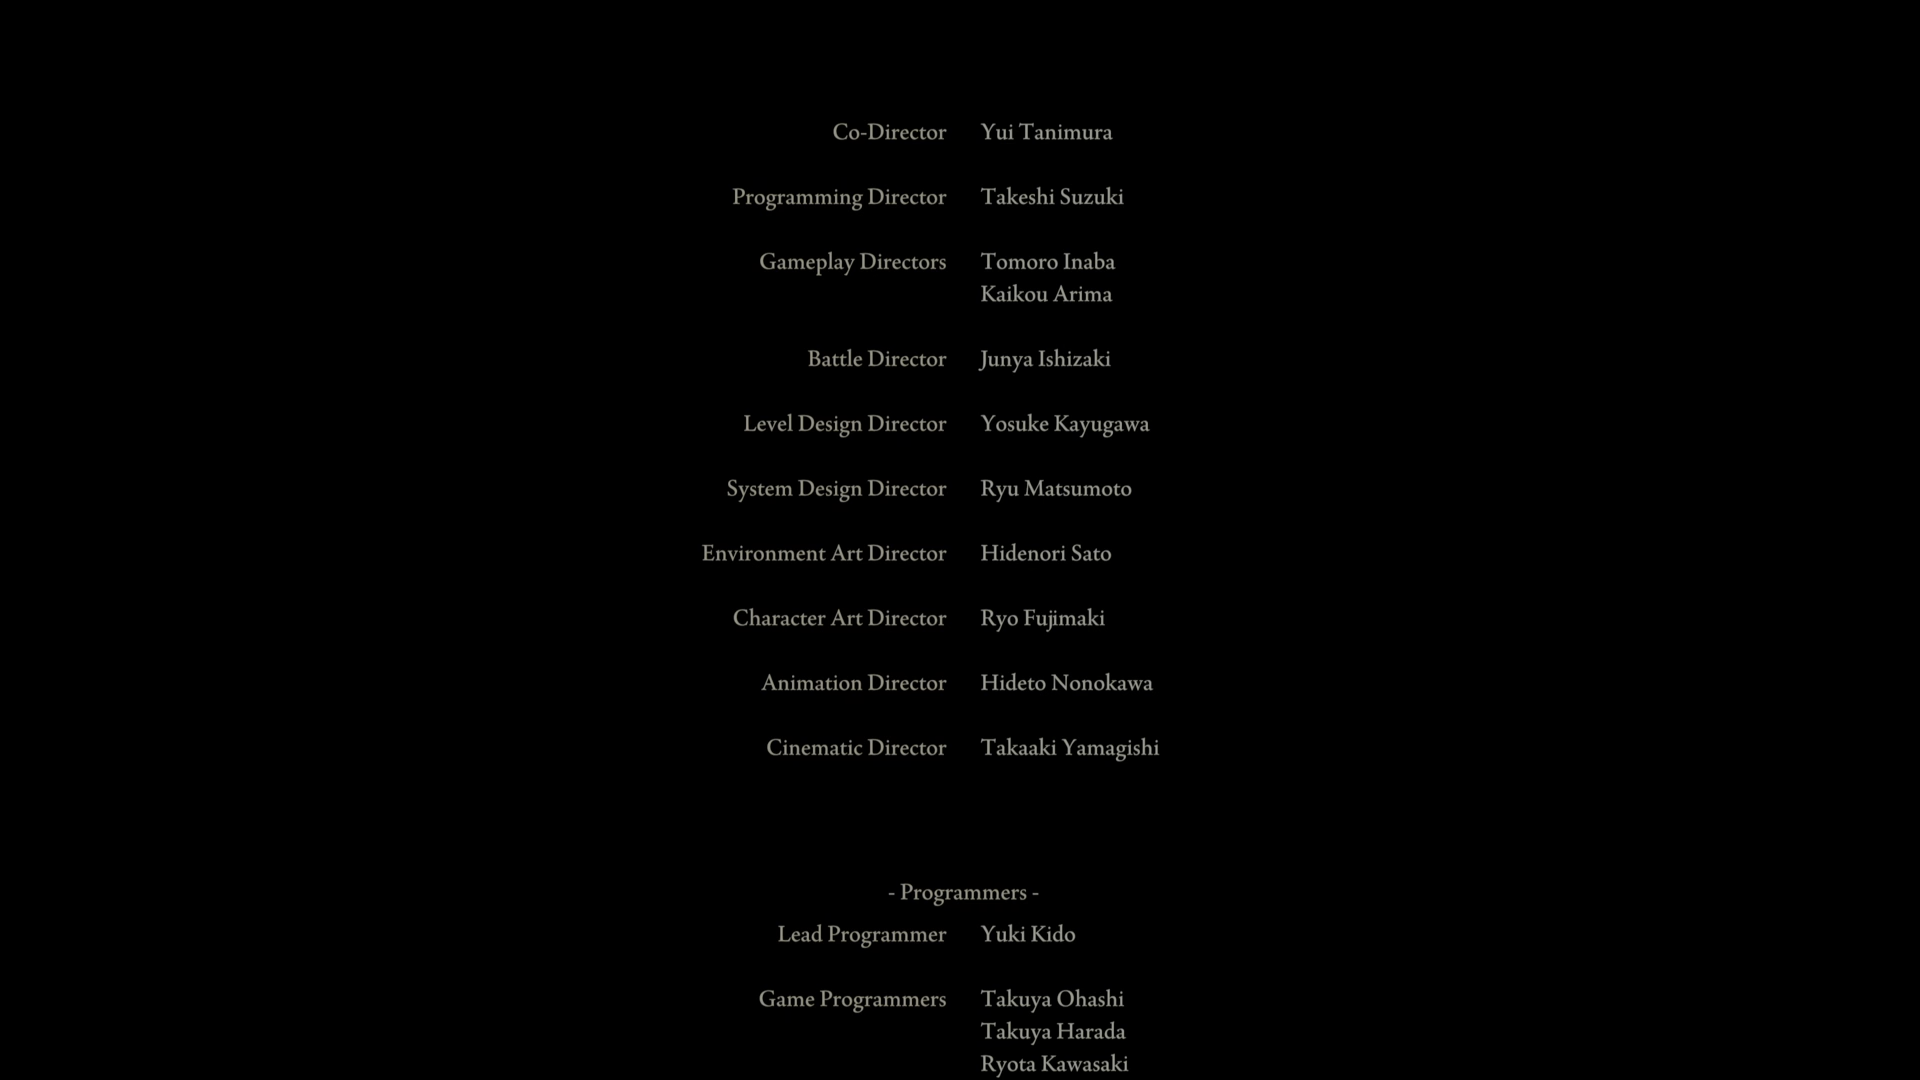 Co-Director Yui Tanimura
Programming Director Takeshi Suzuki
Gameplay Directors Tomoro Inaba
Kaikou Arima
Battle Director Junya Ishizaki
Level Design Director Yosuke Kayugawa
System Design Director Ryu Matsumoto
Environment Art Director Hidenori Sato
Character Art Director Ryo Fujimaki
Animation Director Hideto Nonokawa
Cinematic Director Takaaki Yamagishi
- Programmers -
Lead Programmer Yuki Kido
Game Programmers Takuya Ohashi
Takuya Harada
Ryota Kawasaki